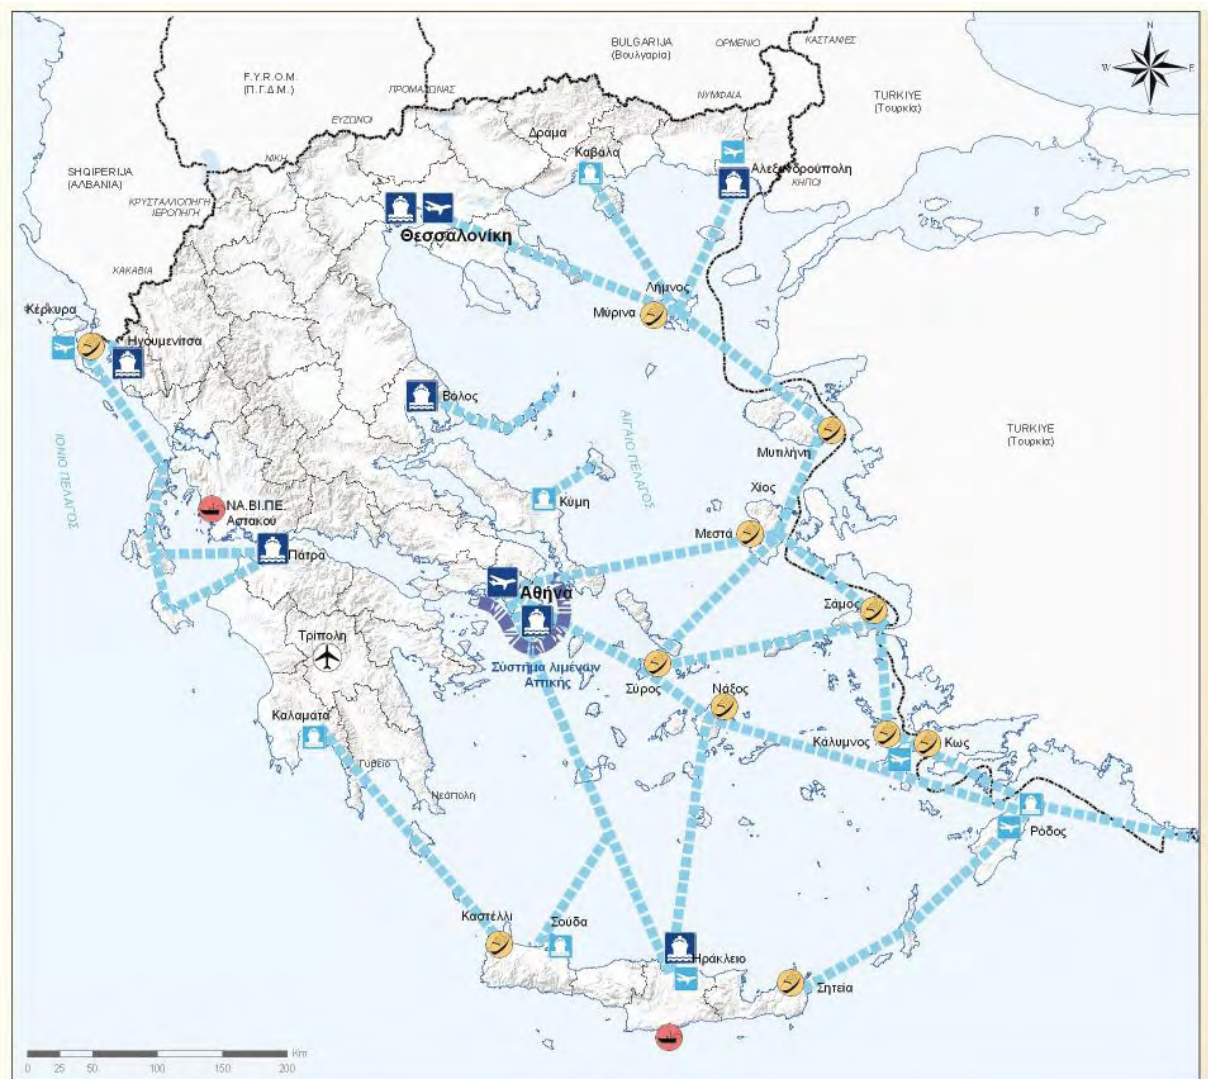 BULGARIJA
(Βουλγαρία)
ΟΡΜΕΝΙΟ
ΚΑΣΤΑΝΙΕΣ
N
W
E
S
F.Y.R.O.M.
(Π.Γ.Δ.Μ.)
ΠΡΟΜΑΧΩΝΑΣ
ΝΥΜΦΑΙΑ
TURKIYE
(Τουρκία)
ΕΥΖΩΝΟΙ
Δράμα
Καβάλα
ΝΙΚΗ
SHQIPERIJA
(ΑΛΒΑΝΙΑ)
Αλεξανδρούπολη
ΚΗΠΟΙ
ΚΡΥΣΤΑΛΛΟΠΗΓΗ
ΙΕΡΟΠΗΓΗ
Θεσσαλονίκη
ΚΑΚΑΒΙΑ
Λήμνος
Μύρινα
Κέρκυρα
Ηγουμενίτσα
Βόλος
ΙΟΝΙΟ ΠΕΛΑΓΟΣ
ΑΙΓΑΙΟ ΠΕΛΑΓΟΣ
TURKIYE
(Τουρκία)
Μυτιλήνη
Χίος
ΝΑ.ΒΙ.ΠΕ.
Αστακού
Κύμη
Μεστά
Πάτρα
Αθήνα
Σάμος
Τρίπολη
Σύστημα λιμένων
Αττικής
Σύρος
Νάξος
Καλαμάτα
Κάλυμνος
Κως
Γύθειο
Νεάπολη
Ρόδος
Καστέλλι
Σούδα
Ηράκλειο
Σητεία
Km
0 25 50 100 150 200